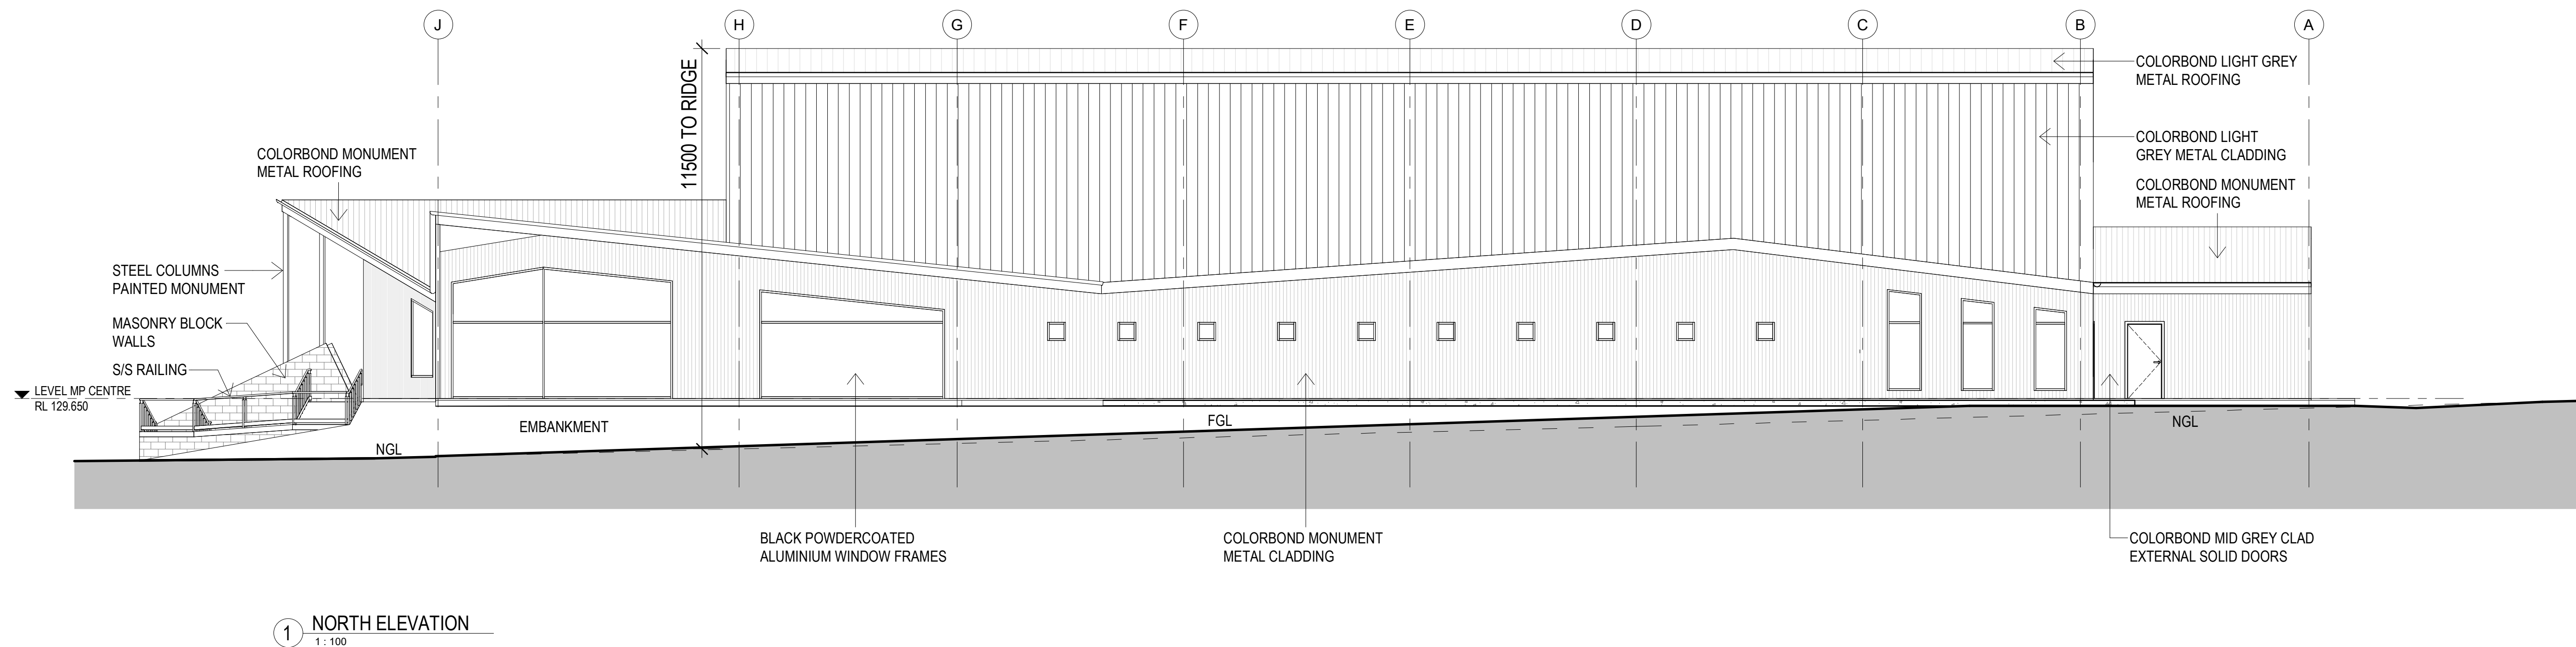 J
H
G
F
E
D
C
B
A
11500 TO RIDGE
COLORBOND LIGHT GREY
METAL ROOFING
COLORBOND LIGHT
GREY METAL CLADDING
COLORBOND MONUMENT
METAL ROOFING
COLORBOND MONUMENT
METAL ROOFING
STEEL COLUMNS
PAINTED MONUMENT
MASONRY BLOCK
WALLS
S/S RAILING
LEVEL MP CENTRE
RL 129.650
EMBANKMENT
NGL
FGL
NGL
BLACK POWDERCOATED
ALUMINIUM WINDOW FRAMES
COLORBOND MONUMENT
METAL CLADDING
COLORBOND MID GREY CLAD
EXTERNAL SOLID DOORS
1
NORTH ELEVATION
1 : 100